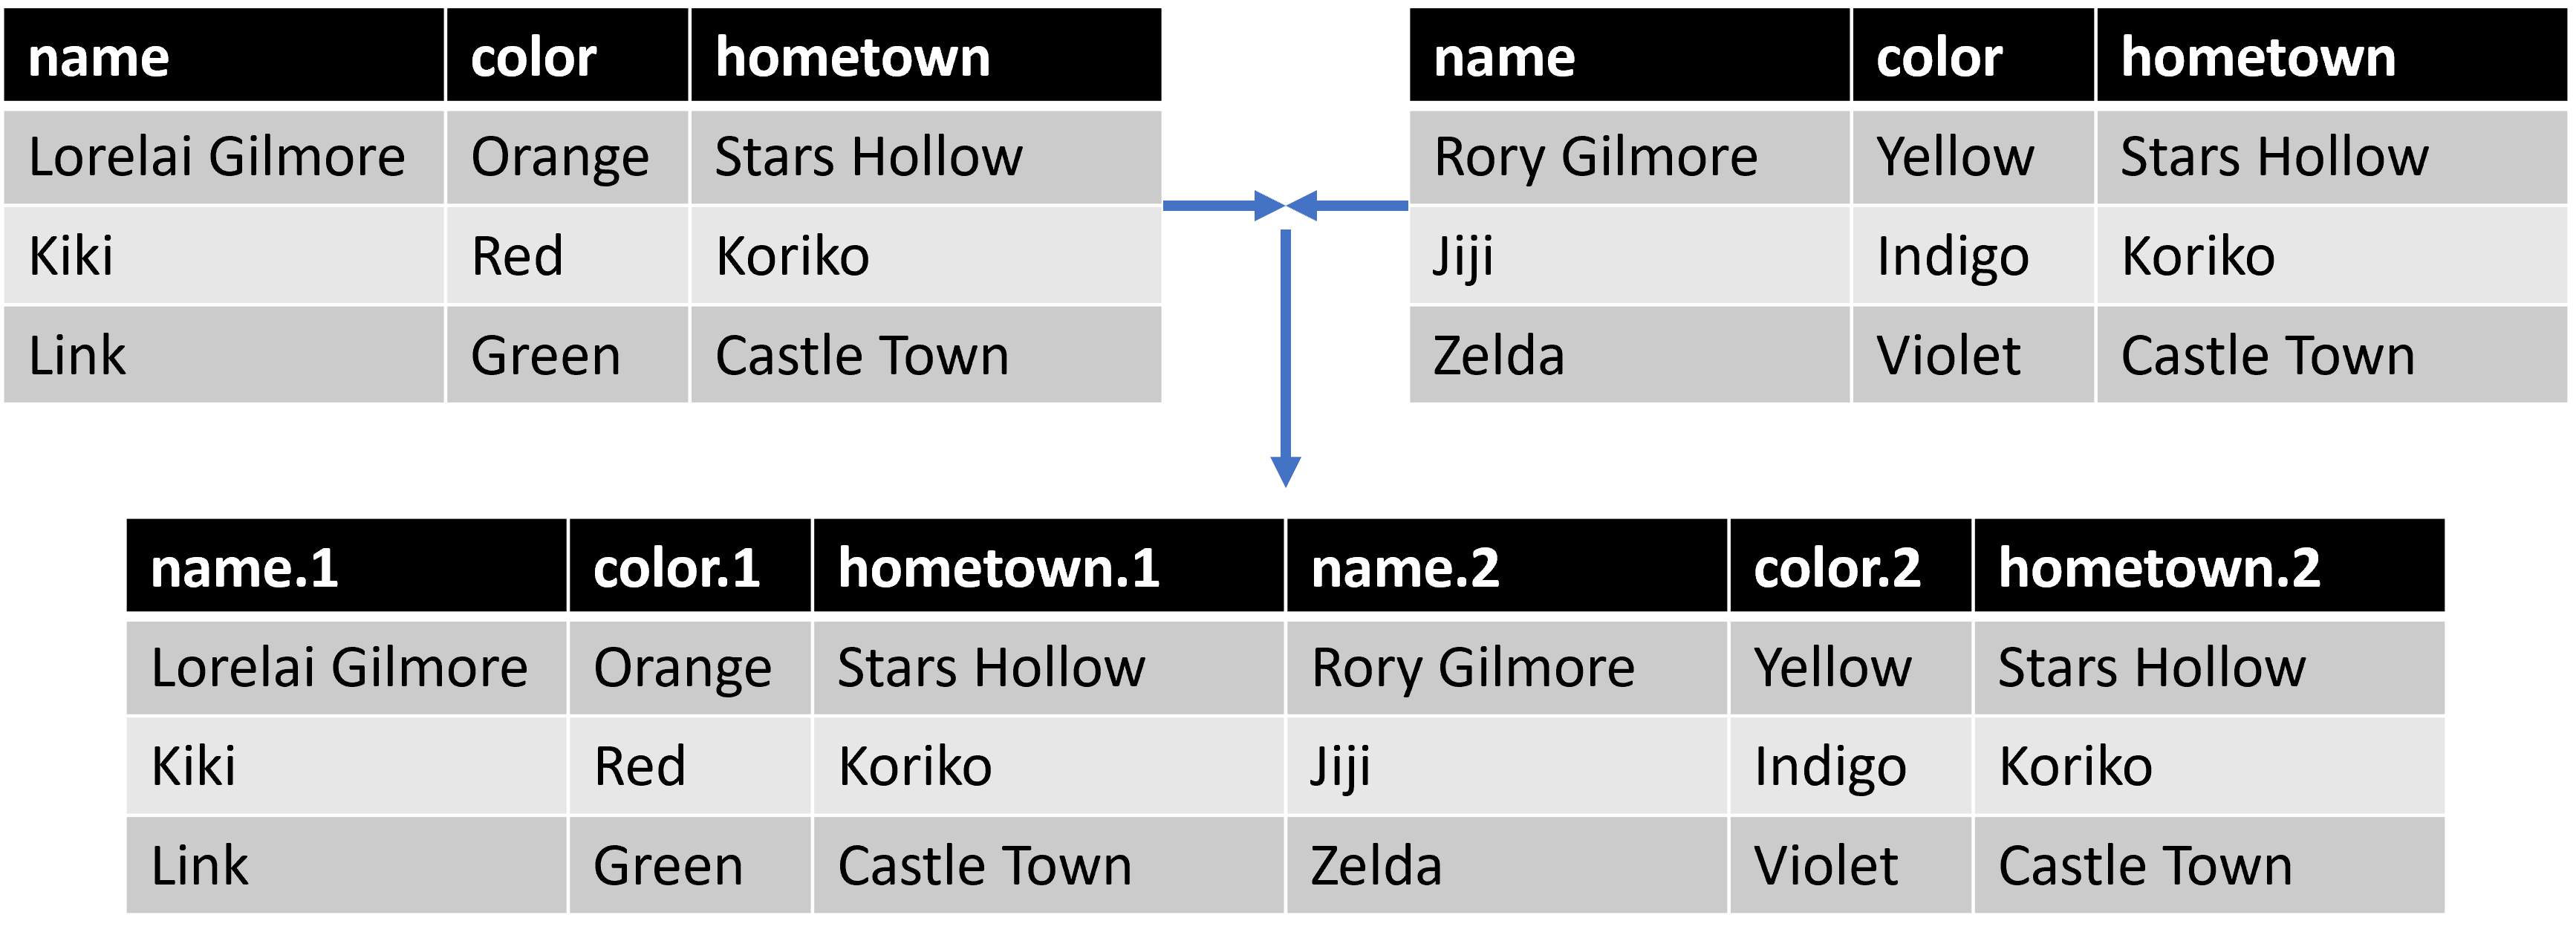 name color hometown
Lorelai Gilmore Orange Stars Hollow
Kiki Red Koriko
Link Green Castle Town
name color hometown
Rory Gilmore Yellow Stars Hollow
Jiji Indigo Koriko
Zelda Violet Castle Town
name.1 color.1 hometown.1 name.2 color.2 hometown.2
Lorelai Gilmore Orange Stars Hollow Rory Gilmore Yellow Stars Hollow
Kiki Red Koriko Jiji Indigo Koriko
Link Green Castle Town Zelda Violet Castle Town